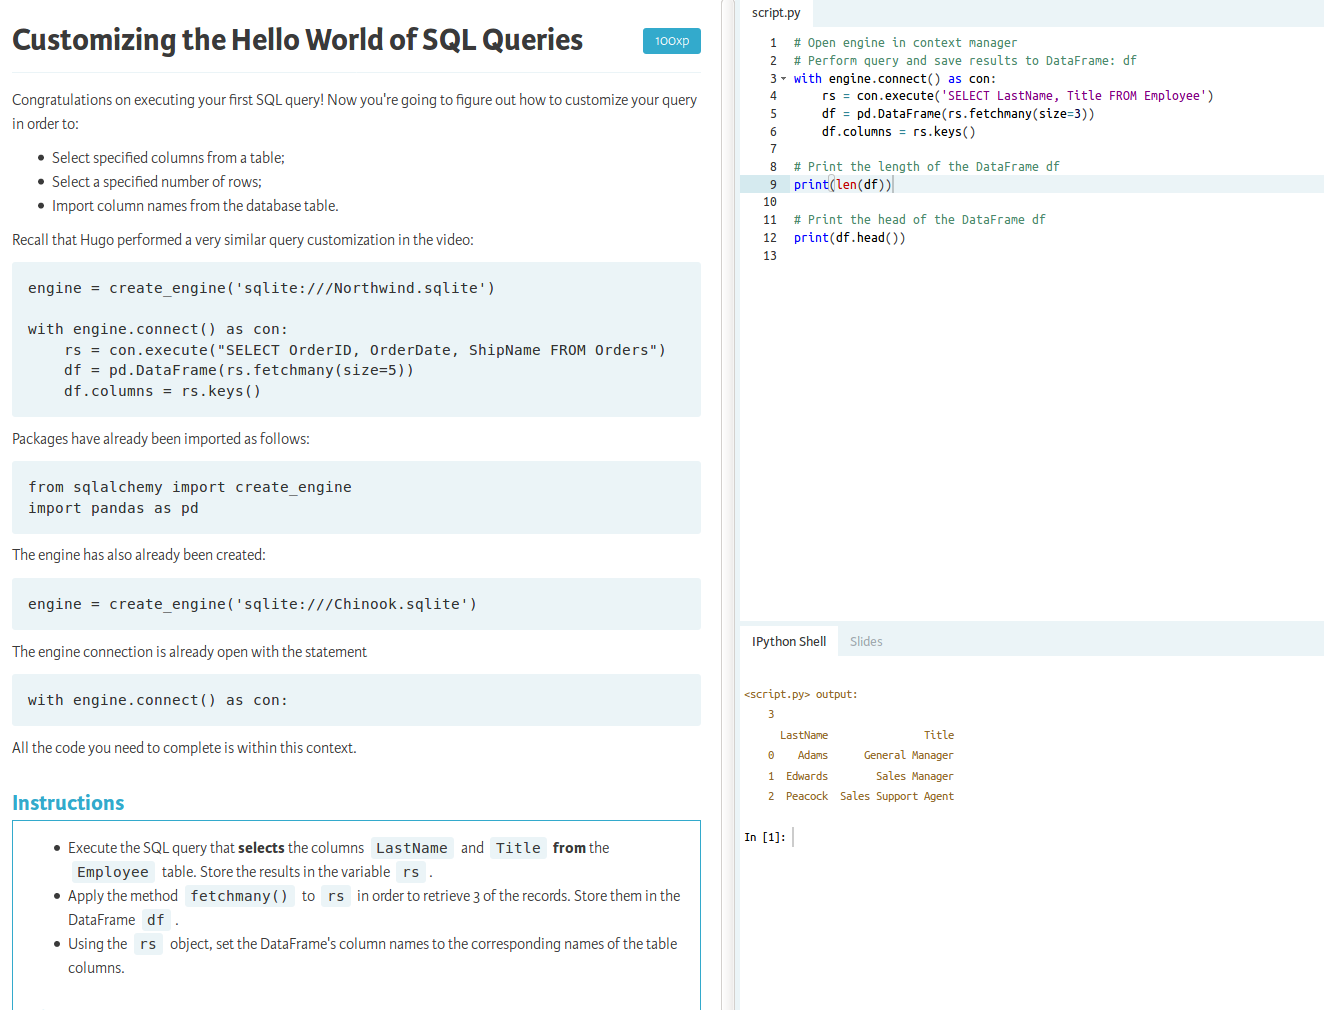 Customizing the Hello World of SQL Queries
100xp
Congratulations on executing your first SQL query! Now you're going to figure out how to customize your query
in order to:
• Select specified columns from a table;
• Select a specified number of rows;
• Import column names from the database table.
Recall that Hugo performed a very similar query customization in the video:
engine = create_engine('sqlite:///Northwind.sqlite')
with engine.connect() as con:
    rs = con.execute("SELECT OrderID, OrderDate, ShipName FROM Orders")
    df = pd.DataFrame(rs.fetchmany(size=5))
    df.columns = rs.keys()
Packages have already been imported as follows:
from sqlalchemy import create_engine
import pandas as pd
The engine has also already been created:
engine = create_engine('sqlite:///Chinook.sqlite')
The engine connection is already open with the statement
with engine.connect() as con:
All the code you need to complete is within this context.
Instructions
• Execute the SQL query that selects the columns LastName and Title from the
Employee table. Store the results in the variable rs .
• Apply the method fetchmany() to rs in order to retrieve 3 of the records. Store them in the
DataFrame df .
• Using the rs object, set the DataFrame's column names to the corresponding names of the table
columns.
script.py
1 # Open engine in context manager
2 # Perform query and save results to DataFrame: df
3 with engine.connect() as con:
4     rs = con.execute('SELECT LastName, Title FROM Employee')
5     df = pd.DataFrame(rs.fetchmany(size=3))
6     df.columns = rs.keys()
7
8 # Print the length of the DataFrame df
9 print(len(df))
10
11 # Print the head of the DataFrame df
12 print(df.head())
13
IPython Shell Slides
<script.py> output:
    3
      LastName                Title
    0    Adams      General Manager
    1  Edwards        Sales Manager
    2  Peacock  Sales Support Agent
In [1]: